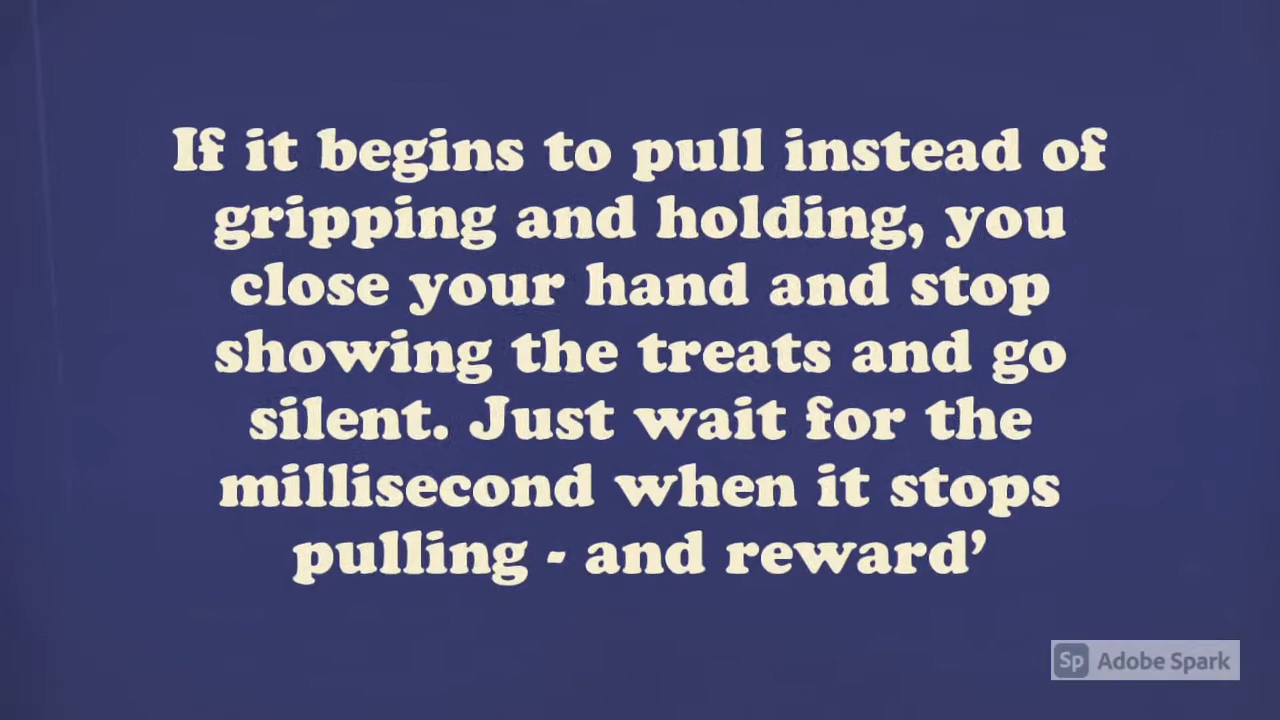 If it begins to pull instead of
gripping and holding, you
close your hand and stop
showing the treats and go
silent. Just wait for the
millisecond when it stops
pulling - and reward’
Sp Adobe Spark